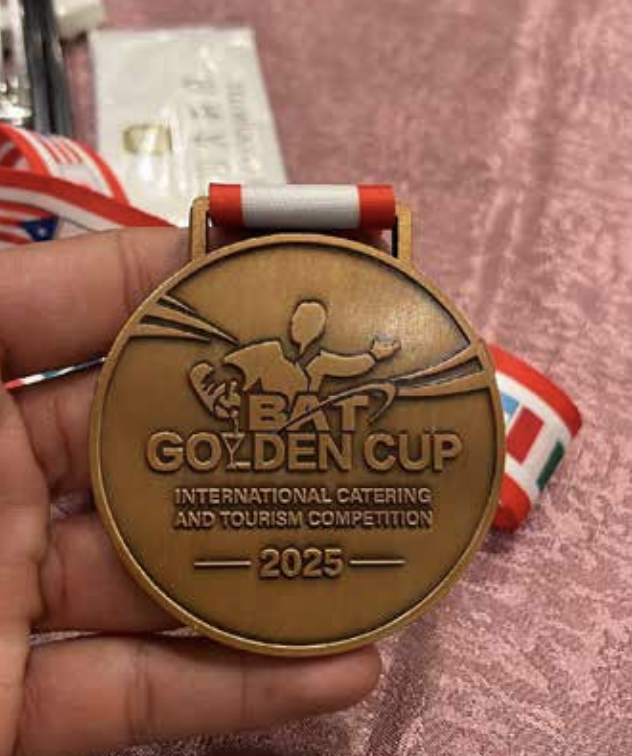 BAT
GOLDEN CUP
INTERNATIONAL CATERING
AND TOURISM COMPETITION
2025